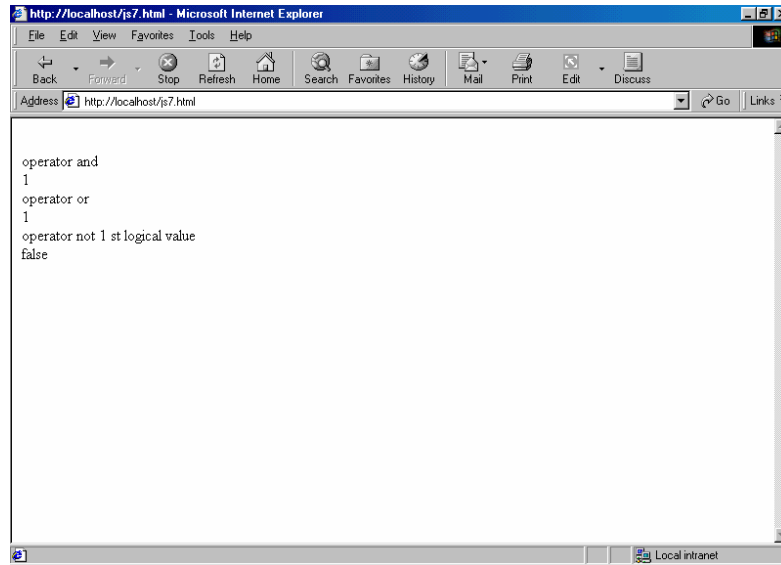 http://localhost/js7.html - Microsoft Internet Explorer
File Edit View Favorites Tools Help
Back Forward Stop Refresh Home Search Favorites History Mail Print Edit Discuss
Address http://localhost/js7.html Go Links
operator and
1
operator or
1
operator not 1 st logical value
false
Local intranet